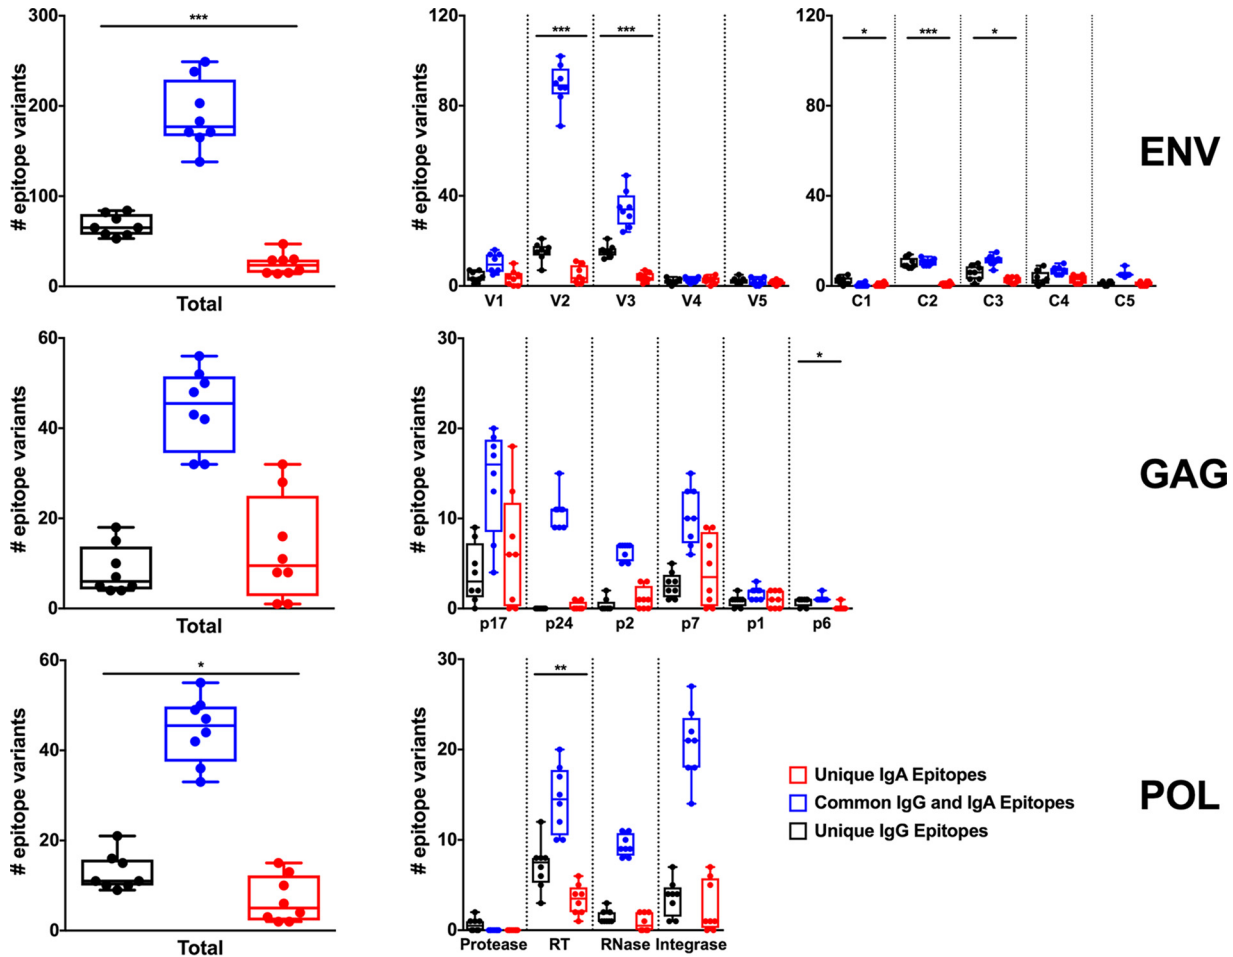 # epitope variants
300
200
100
0
***
Total
# epitope variants
120
80
40
0
***
***
V1 V2 V3 V4 V5
120
80
40
0
*
***
*
C1 C2 C3 C4 C5
ENV
# epitope variants
60
40
20
0
Total
# epitope variants
30
20
10
0
*
p17 p24 p2 p7 p1 p6
GAG
# epitope variants
60
40
20
0
*
Total
# epitope variants
30
20
10
0
**
Protease RT RNase Integrase
Unique IgA Epitopes
Common IgG and IgA Epitopes
Unique IgG Epitopes
POL